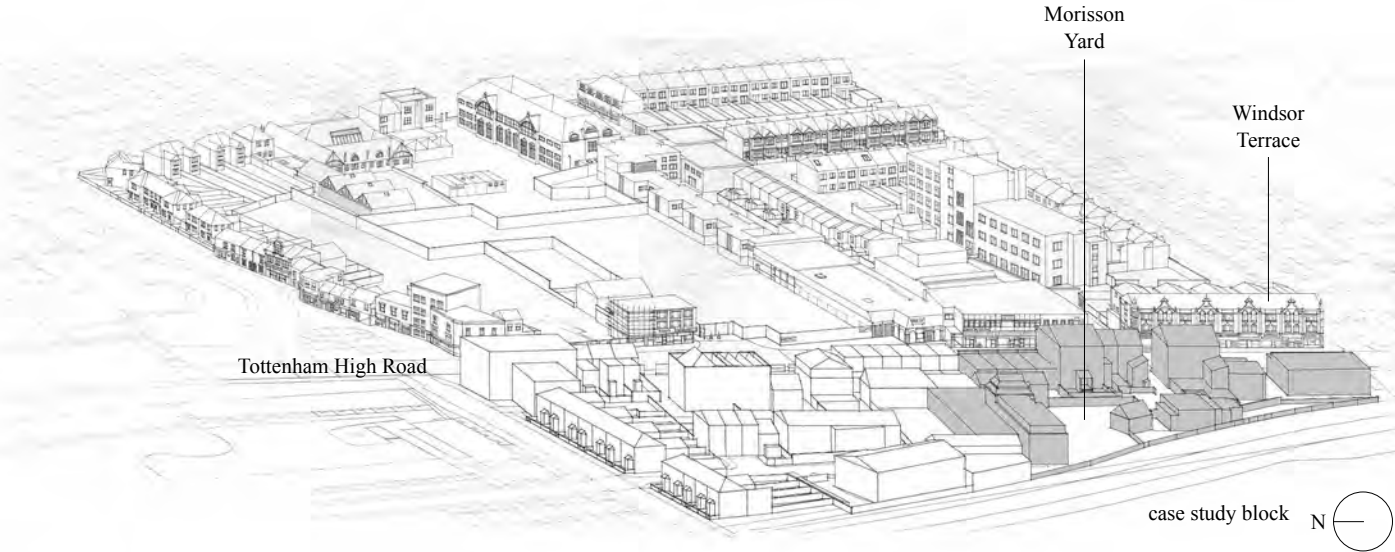 Morisson
Yard
Windsor
Terrace
Tottenham High Road
case study block
N